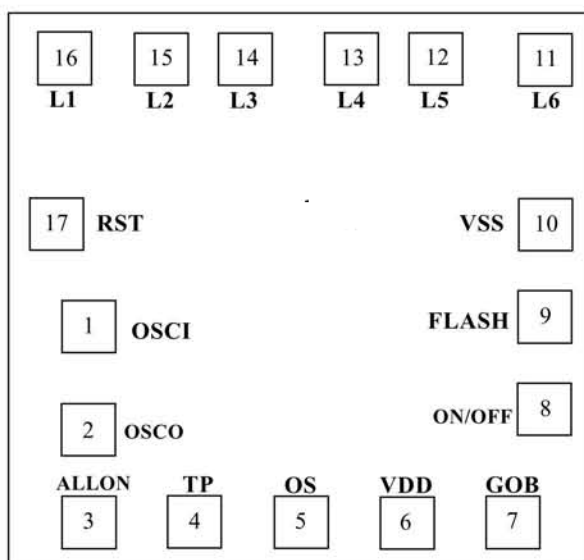 16 15 14 13 12 11
L1 L2 L3 L4 L5 L6
17 RST VSS 10
1 OSCI FLASH 9
2 OSCO ON/OFF 8
ALLON TP OS VDD GOB
3 4 5 6 7